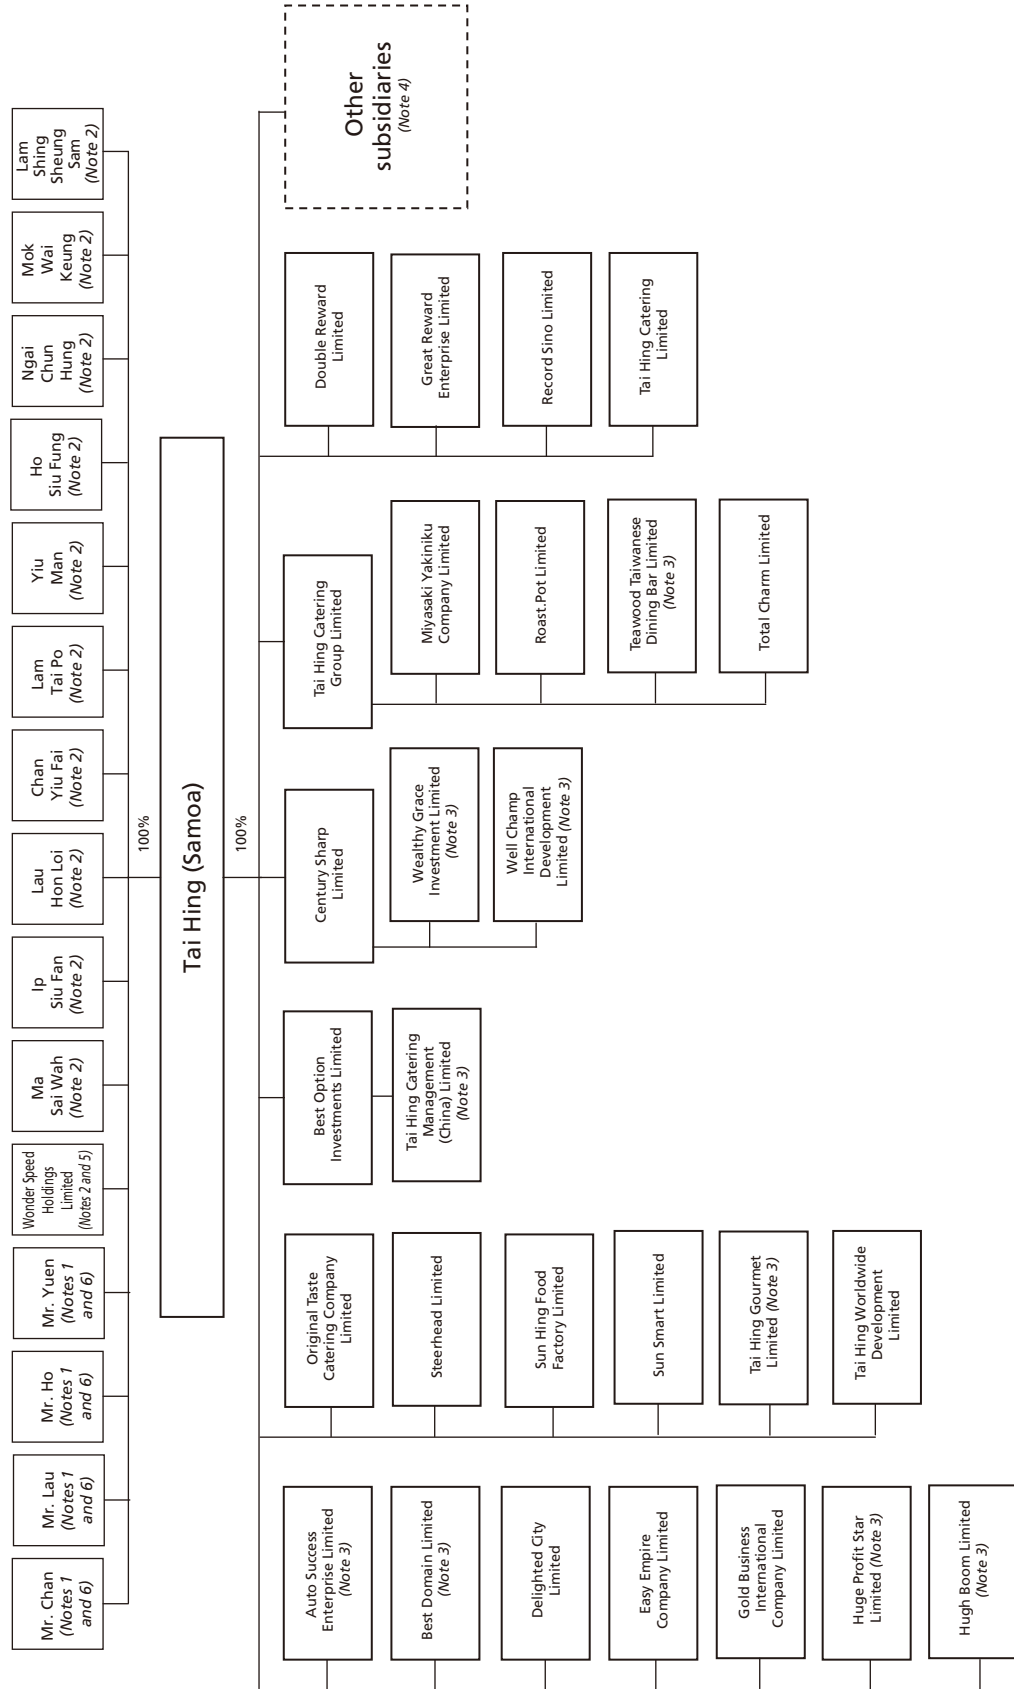 Mr. Chan
(Notes 1
and 6)
Mr. Lau
(Notes 1
and 6)
Mr. Ho
(Notes 1
and 6)
Mr. Yuen
(Notes 1
and 6)
Wonder Speed
Holdings
Limited
(Notes 2 and 5)
Ma
Sai Wah
(Note 2)
Ip
Siu Fan
(Note 2)
Lau
Hon Loi
(Note 2)
Chan
Yiu Fai
(Note 2)
Lam
Tai Po
(Note 2)
Yiu
Man
(Note 2)
Ho
Siu Fung
(Note 2)
Ngai
Chun
Hung
(Note 2)
Mok
Wai
Keung
(Note 2)
Lam
Shing
Sheung
Sam
(Note 2)
100%
Tai Hing (Samoa)
100%
Auto Success
Enterprise Limited
(Note 3)
Best Domain Limited
(Note 3)
Delighted City
Limited
Easy Empire
Company Limited
Gold Business
International
Company Limited
Huge Profit Star
Limited (Note 3)
Hugh Boom Limited
(Note 3)
Original Taste
Catering Company
Limited
Steerhead Limited
Sun Hing Food
Factory Limited
Sun Smart Limited
Tai Hing Gourmet
Limited (Note 3)
Tai Hing Worldwide
Development
Limited
Best Option
Investments Limited
Tai Hing Catering
Management
(China) Limited
(Note 3)
Century Sharp
Limited
Wealthy Grace
Investment Limited
(Note 3)
Well Champ
International
Development
Limited (Note 3)
Tai Hing Catering
Group Limited
Miyasaki Yakiniku
Company Limited
Roast.Pot Limited
Teawood Taiwanese
Dining Bar Limited
(Note 3)
Total Charm Limited
Double Reward
Limited
Great Reward
Enterprise Limited
Record Sino Limited
Tai Hing Catering
Limited
Other
subsidiaries
(Note 4)